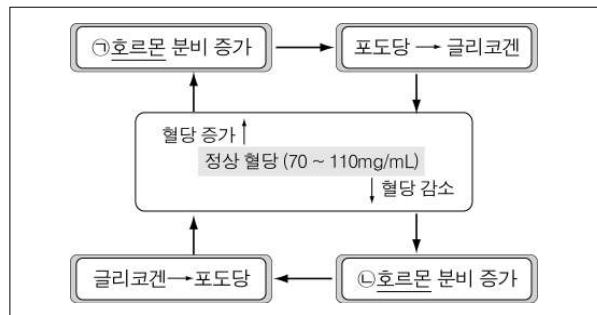 ㉠호르몬 분비 증가
포도당 → 글리코겐
혈당 증가↑
정상 혈당 (70 ~ 110mg/mL)
↓혈당 감소
글리코겐→포도당
㉡호르몬 분비 증가